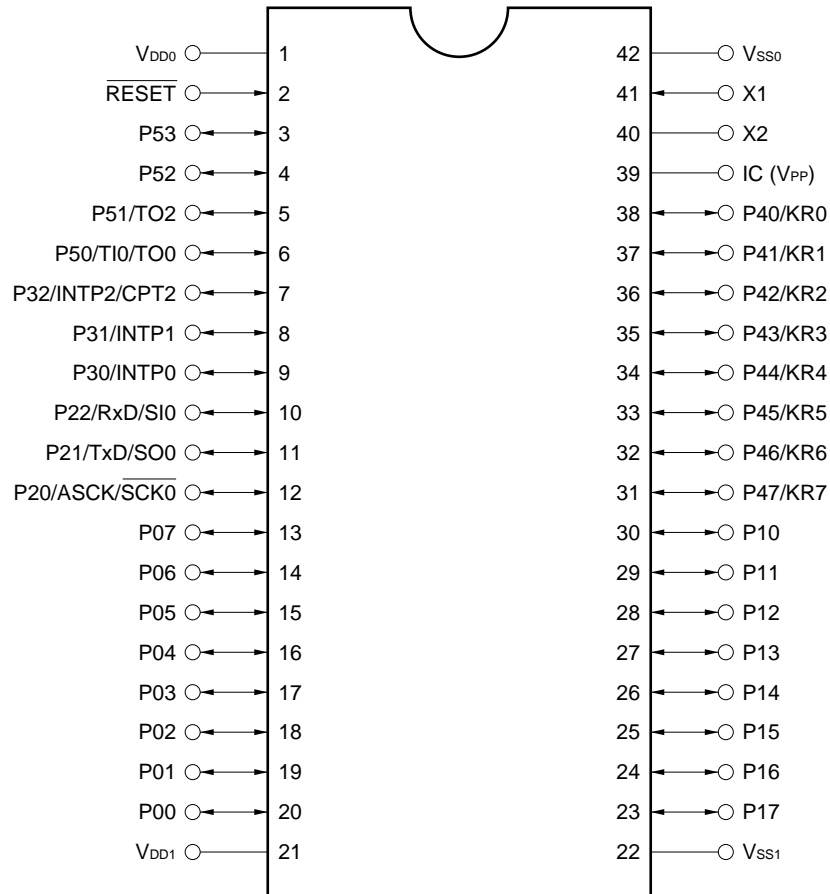 VDD0 1 42 VSS0
RESET 2 41 X1
P53 3 40 X2
P52 4 39 IC (VPP)
P51/TO2 5 38 P40/KR0
P50/TI0/TO0 6 37 P41/KR1
P32/INTP2/CPT2 7 36 P42/KR2
P31/INTP1 8 35 P43/KR3
P30/INTP0 9 34 P44/KR4
P22/RxD/SI0 10 33 P45/KR5
P21/TxD/SO0 11 32 P46/KR6
P20/ASCK/SCK0 12 31 P47/KR7
P07 13 30 P10
P06 14 29 P11
P05 15 28 P12
P04 16 27 P13
P03 17 26 P14
P02 18 25 P15
P01 19 24 P16
P00 20 23 P17
VDD1 21 22 VSS1